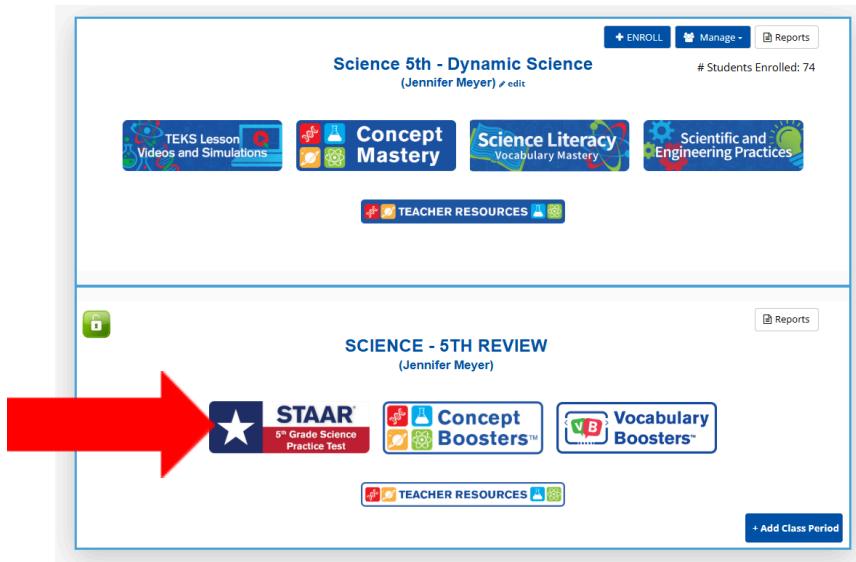 + ENROLL Manage Reports
Science 5th - Dynamic Science
# Students Enrolled: 74
(Jennifer Meyer) edit
TEKS Lesson
Videos and Simulations
Concept
Mastery
Science Literacy
Vocabulary Mastery
Scientific and
Engineering Practices
TEACHER RESOURCES
Reports
SCIENCE - 5TH REVIEW
(Jennifer Meyer)
STAAR®
5th Grade Science
Practice Test
Concept
Boosters™
VB
Vocabulary
Boosters™
TEACHER RESOURCES
+ Add Class Period